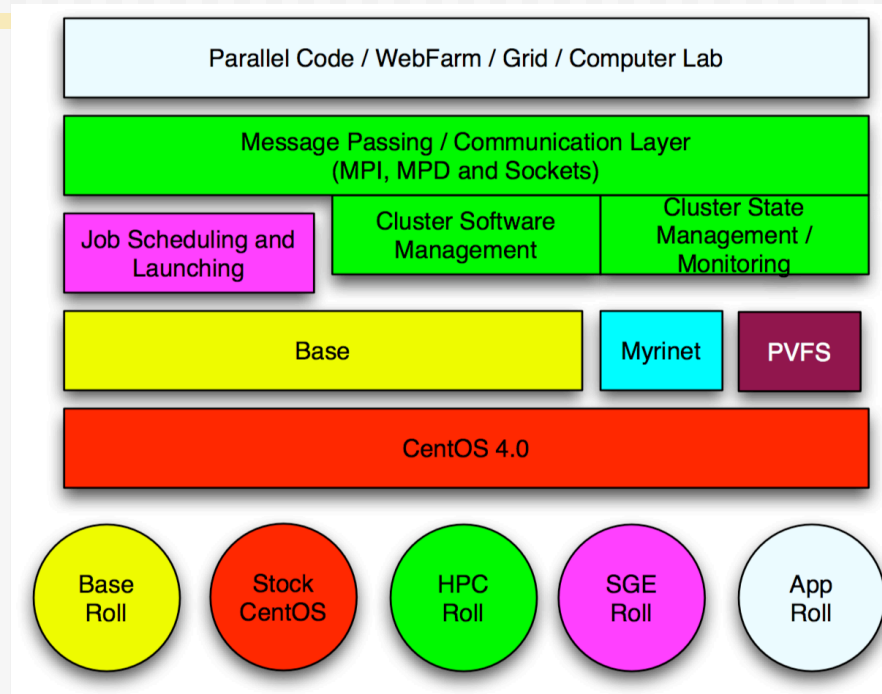 Parallel Code / WebFarm / Grid / Computer Lab
Message Passing / Communication Layer
(MPI, MPD and Sockets)
Job Scheduling and
Launching
Cluster Software
Management
Cluster State
Management /
Monitoring
Base
Myrinet
PVFS
CentOS 4.0
Base
Roll
Stock
CentOS
HPC
Roll
SGE
Roll
App
Roll